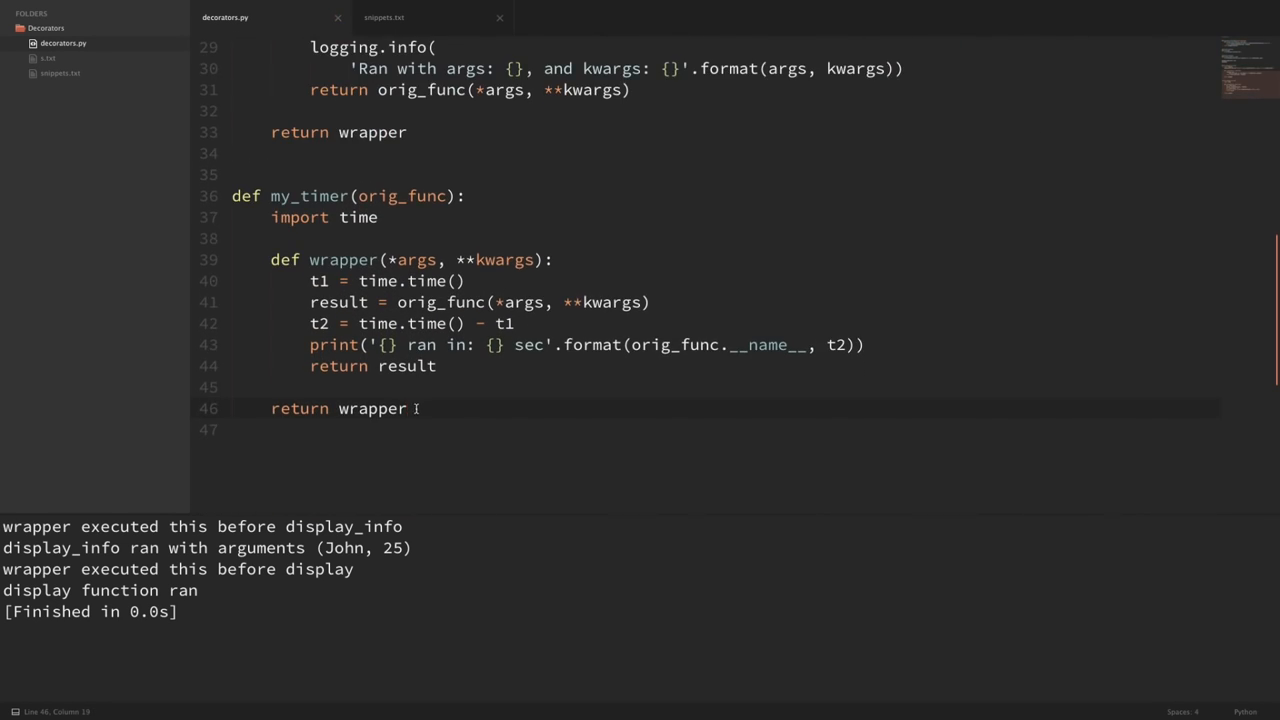 FOLDERS
Decorators
decorators.py
s.txt
snippets.txt
decorators.py
snippets.txt
29 logging.info(
30 'Ran with args: {}, and kwargs: {}'.format(args, kwargs))
31 return orig_func(*args, **kwargs)
32
33 return wrapper
34
35
36 def my_timer(orig_func):
37 import time
38
39 def wrapper(*args, **kwargs):
40 t1 = time.time()
41 result = orig_func(*args, **kwargs)
42 t2 = time.time() - t1
43 print('{} ran in: {} sec'.format(orig_func.__name__, t2))
44 return result
45
46 return wrapper
47
wrapper executed this before display_info
display_info ran with arguments (John, 25)
wrapper executed this before display
display function ran
[Finished in 0.0s]
Line 46, Column 19
Spaces: 4
Python